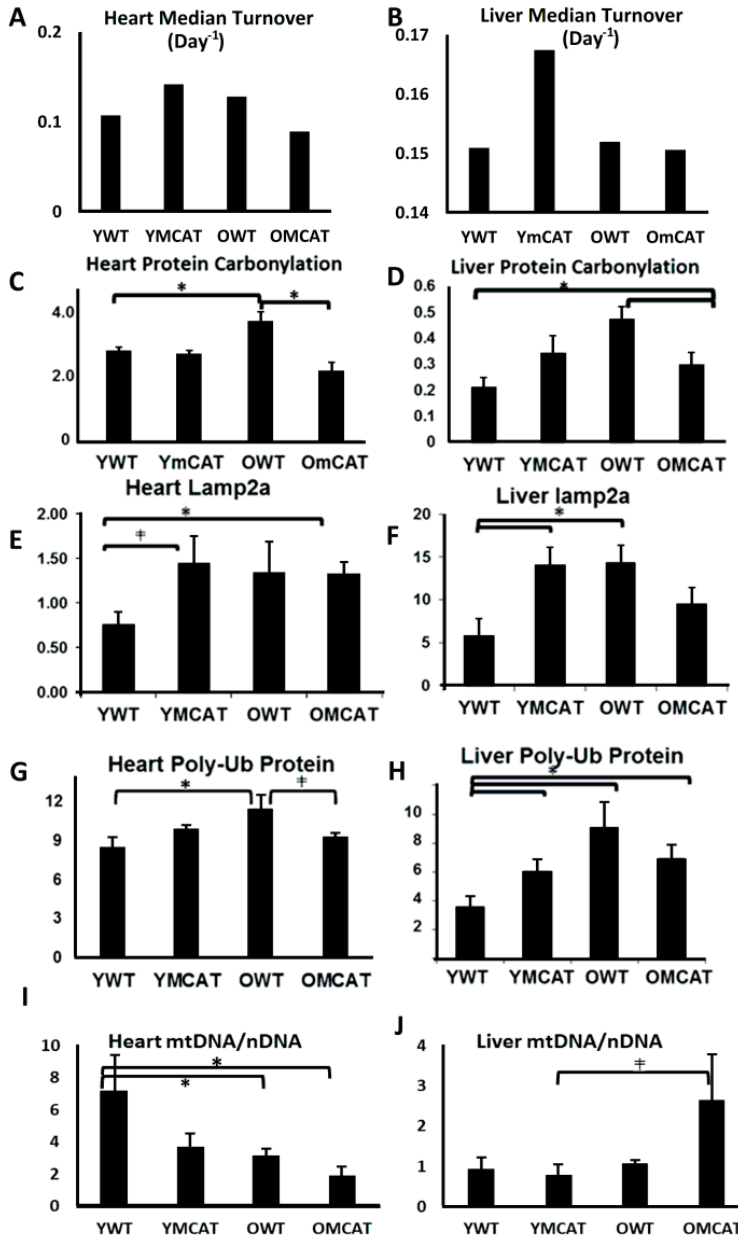 A
Heart Median Turnover
(Day-1)
0.2
0.1
0
YWT YMCAT OWT OMCAT
B
Liver Median Turnover
(Day-1)
0.17
0.16
0.15
0.14
YWT YmCAT OWT OmCAT
C
Heart Protein Carbonylation
*
*
4.0
2.0
0
YWT YmCAT OWT OmCAT
D
Liver Protein Carbonylation
*
0.6
0.5
0.4
0.3
0.2
0.1
0
YWT YMCAT OWT OMCAT
E
Heart Lamp2a
*
ǂ
2.00
1.50
1.00
0.50
0.00
YWT YMCAT OWT OMCAT
F
Liver lamp2a
*
20
15
10
5
0
YWT YMCAT OWT OMCAT
G
Heart Poly-Ub Protein
*
ǂ
12
9
6
3
0
YWT YMCAT OWT OMCAT
H
Liver Poly-Ub Protein
*
10
8
6
4
2
YWT YMCAT OWT OMCAT
I
Heart mtDNA/nDNA
*
*
10
8
6
4
2
0
YWT YMCAT OWT OMCAT
J
Liver mtDNA/nDNA
ǂ
4
3
2
1
0
YWT YMCAT OWT OMCAT